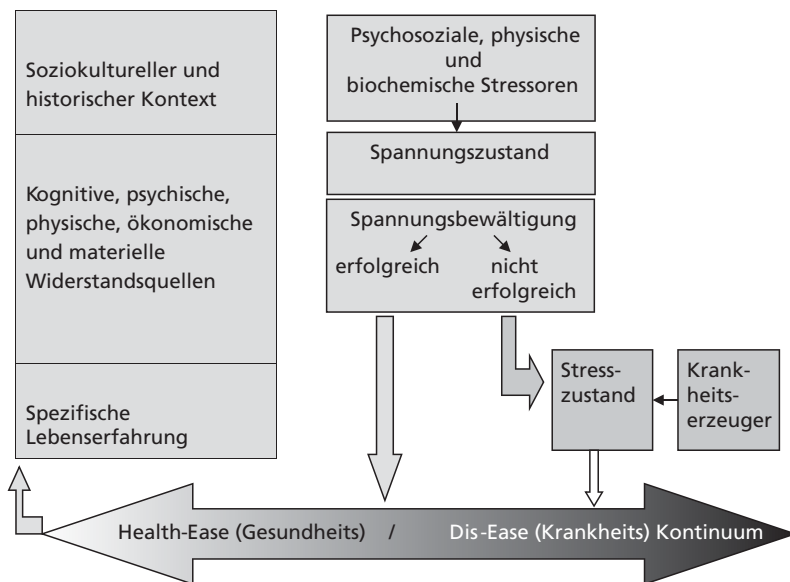 Soziokultureller und
historischer Kontext
Kognitive, psychische,
physische, ökonomische
und materielle
Widerstandsquellen
Spezifische
Lebenserfahrung
Psychosoziale, physische
und
biochemische Stressoren
Spannungszustand
Spannungsbewältigung
erfolgreich
nicht
erfolgreich
Stress-
zustand
Krank-
heits-
erzeuger
Health-Ease (Gesundheits) / Dis-Ease (Krankheits) Kontinuum